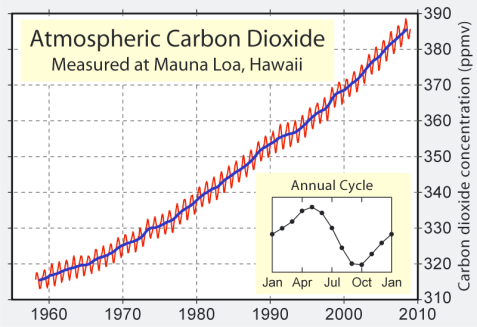 Atmospheric Carbon Dioxide
Measured at Mauna Loa, Hawaii
390
380
370
360
350
340
330
320
310
Carbon dioxide concentration (ppmv)
Annual Cycle
Jan Apr Jul Oct Jan
1960 1970 1980 1990 2000 2010